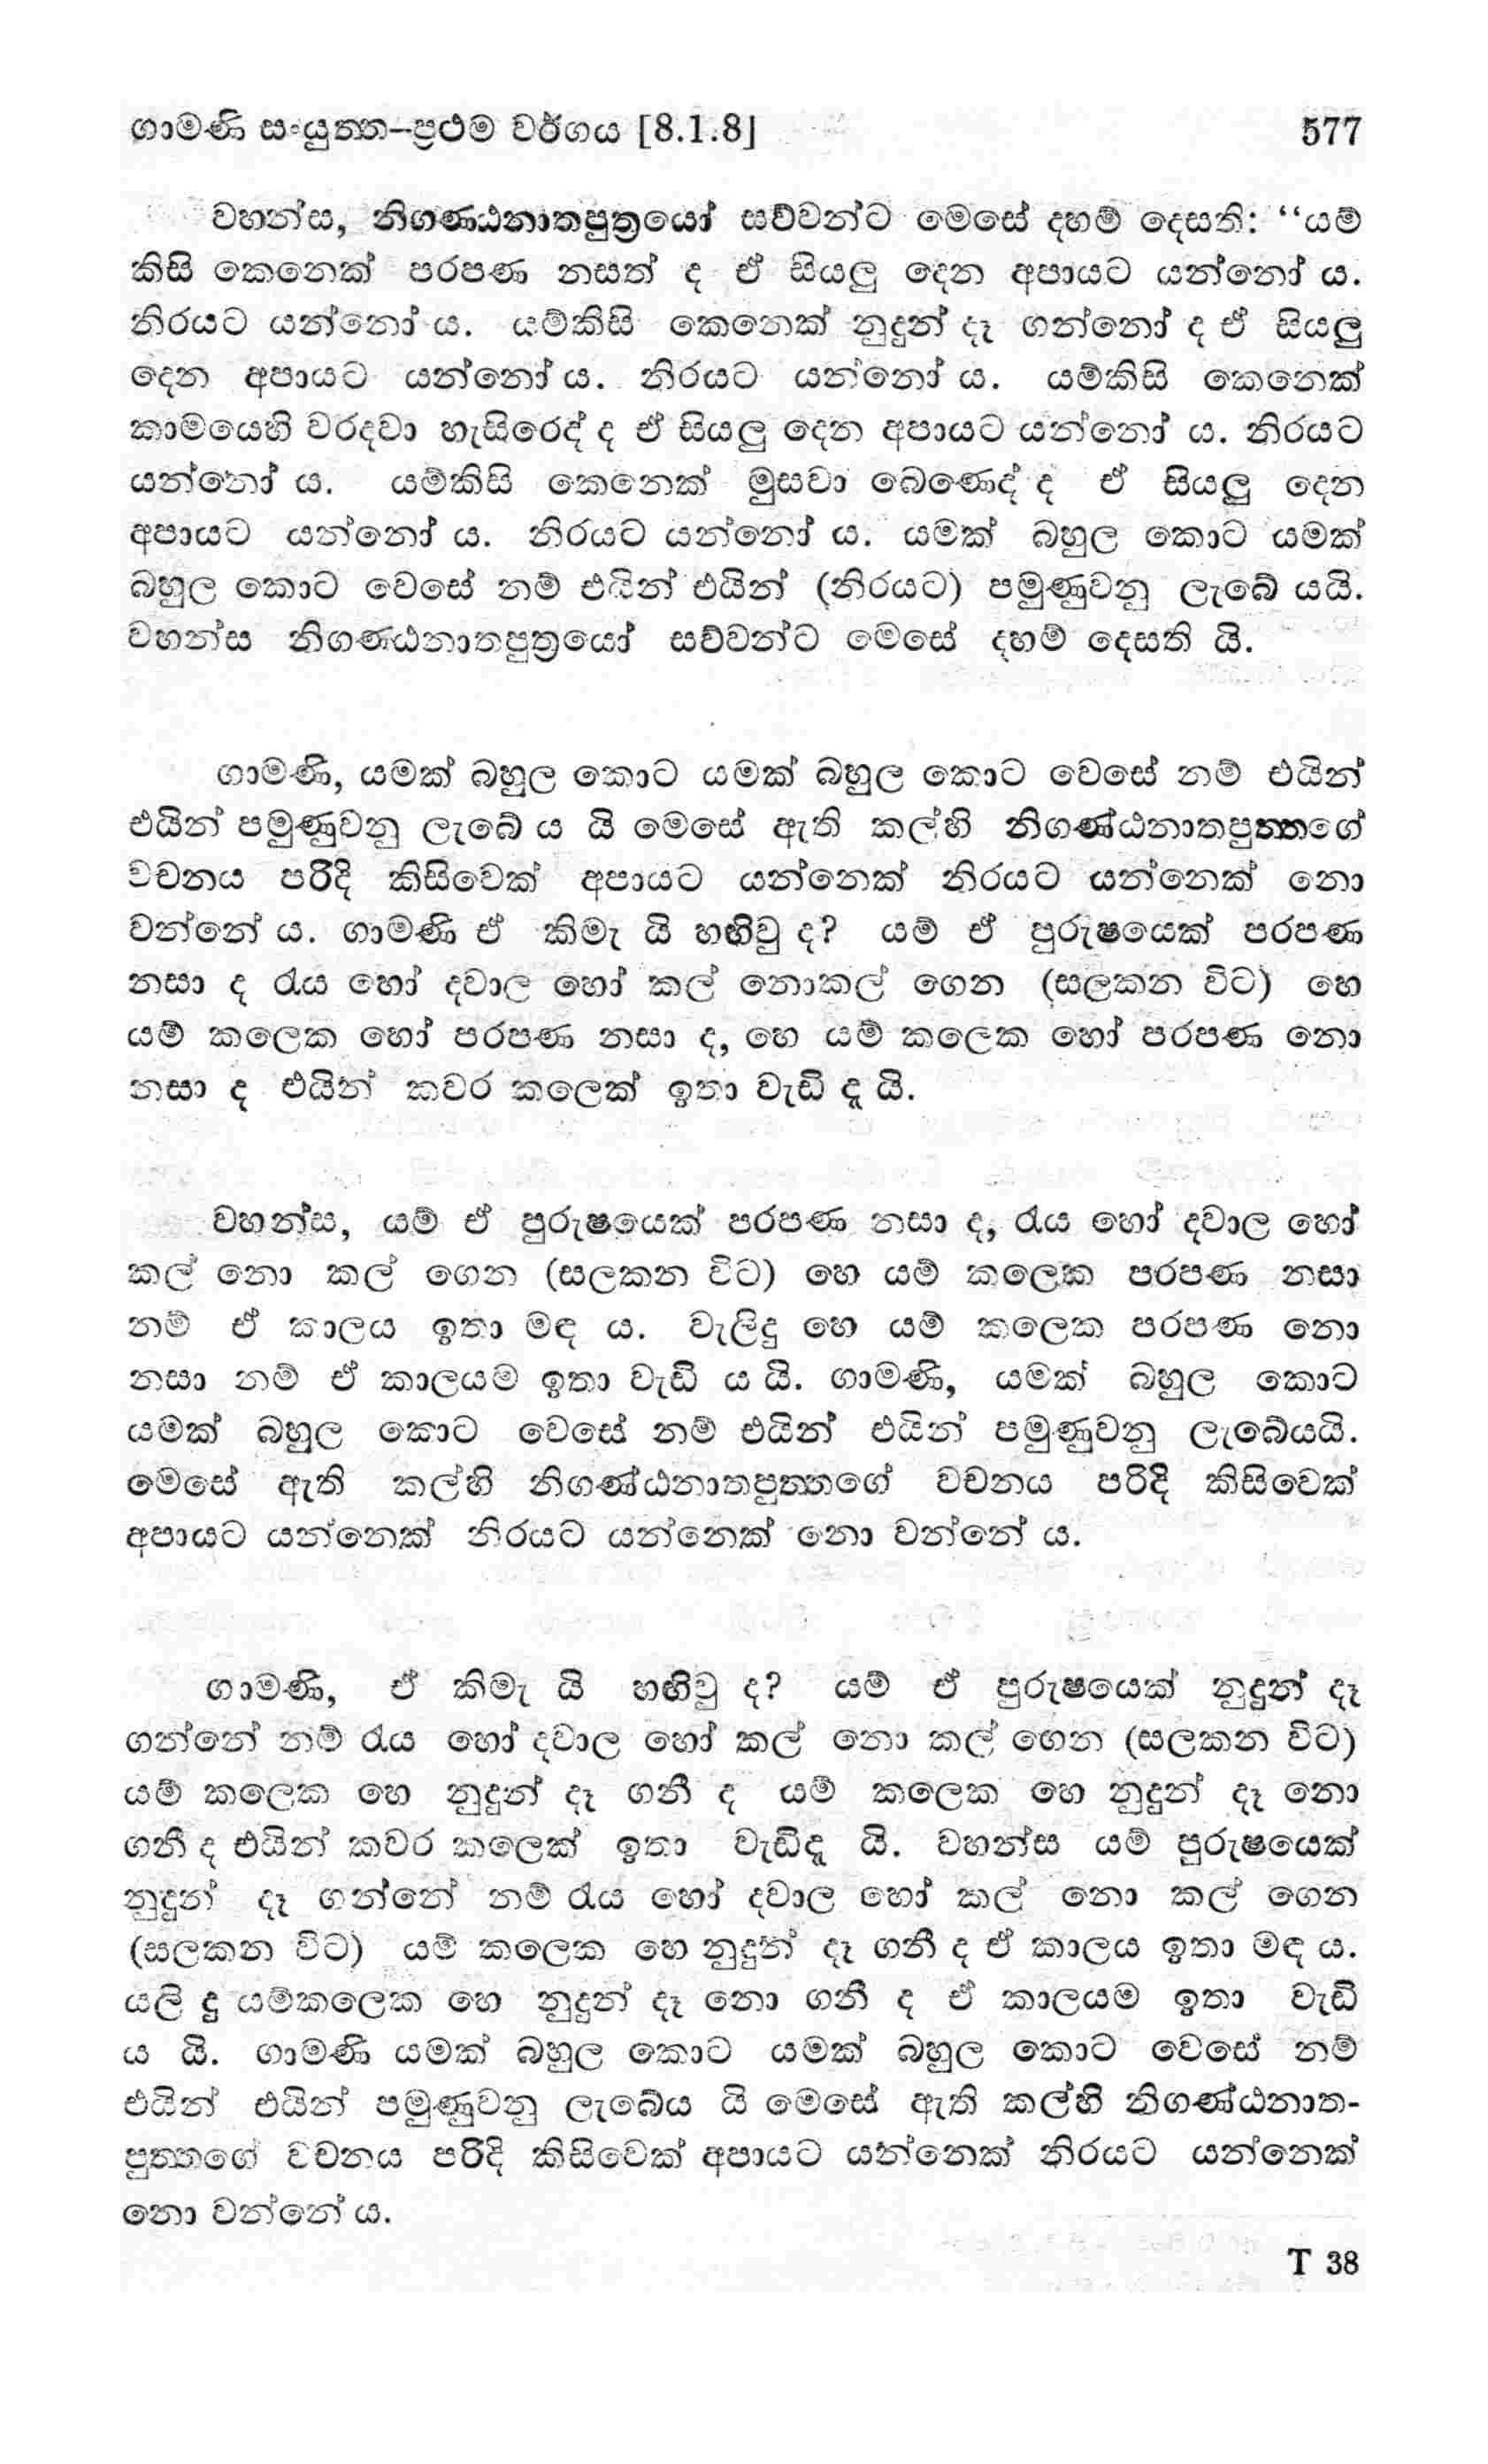 ගාමණි සංයුත්ත–ප්‍රථම වර්ගය [8.1.8] 577
වහන්ස, නිගණඨනාතපුත්‍රයෝ සව්වන්ට මෙසේ දහම් දෙසති: “යම්
කිසි කෙනෙක් පරපණ නසත් ද ඒ සියලු දෙන අපායට යන්නෝ ය.
නිරයට යන්නෝ ය. යම්කිසි කෙනෙක් නුදුන් දෑ ගන්නෝ ද ඒ සියලු
දෙන අපායට යන්නෝ ය. නිරයට යන්නෝ ය. යම්කිසි කෙනෙක්
කාමයෙහි වරදවා හැසිරෙද් ද ඒ සියලු දෙන අපායට යන්නෝ ය. නිරයට
යන්නෝ ය. යම්කිසි කෙනෙක් මුසවා බෙණෙද් ද ඒ සියලු දෙන
අපායට යන්නෝ ය. නිරයට යන්නෝ ය. යමක් බහුල කොට යමක්
බහුල කොට වෙසේ නම් එයින් එයින් (නිරයට) පමුණුවනු ලැබේ යයි.
වහන්ස නිගණඨනාතපුත්‍රයෝ සව්වන්ට මෙසේ දහම් දෙසති යි.
ගාමණි, යමක් බහුල කොට යමක් බහුල කොට වෙසේ නම් එයින්
එයින් පමුණුවනු ලැබේ ය යි මෙසේ ඇති කල්හි නිගණ්ඨනාතපුත්තගේ
වචනය පරිදි කිසිවෙක් අපායට යන්නෙක් නිරයට යන්නෙක් නො
වන්නේ ය. ගාමණි ඒ කිමැ යි හඟිවු ද? යම් ඒ පුරුෂයෙක් පරපණ
නසා ද රැය හෝ දවාල හෝ කල් නොකල් ගෙන (සලකන විට) හෙ
යම් කලෙක හෝ පරපණ නසා ද, හෙ යම් කලෙක හෝ පරපණ නො
නසා ද එයින් කවර කලෙක් ඉතා වැඩි දැ යි.
වහන්ස, යම් ඒ පුරුෂයෙක් පරපණ නසා ද, රැය හෝ දවාල හෝ
කල් නො කල් ගෙන (සලකන විට) හෙ යම් කලෙක පරපණ නසා
නම් ඒ කාලය ඉතා මඳ ය. වැලිදු හෙ යම් කලෙක පරපණ නො
නසා නම් ඒ කාලයම ඉතා වැඩි ය යි. ගාමණි, යමක් බහුල කොට
යමක් බහුල කොට වෙසේ නම් එයින් එයින් පමුණුවනු ලැබේයයි.
මෙසේ ඇති කල්හි නිගණ්ඨනාතපුත්තගේ වචනය පරිදි කිසිවෙක්
අපායට යන්නෙක් නිරයට යන්නෙක් නො වන්නේ ය.
ගාමණි, ඒ කිමැ යි හඟිවු ද? යම් ඒ පුරුෂයෙක් නුදුන් දෑ
ගන්නේ නම් රැය හෝ දවාල හෝ කල් නො කල් ගෙන (සලකන විට)
යම් කලෙක හෙ නුදුන් දෑ ගනී ද යම් කලෙක හෙ නුදුන් දෑ නො
ගනී ද එයින් කවර කලෙක් ඉතා වැඩිදැ යි. වහන්ස යම් පුරුෂයෙක්
නුදුන් දෑ ගන්නේ නම් රැය හෝ දවාල හෝ කල් නො කල් ගෙන
(සලකන විට) යම් කලෙක හෙ නුදුන් දෑ ගනී ද ඒ කාලය ඉතා මඳ ය.
යලි දු යම්කලෙක හෙ නුදුන් දෑ නො ගනී ද ඒ කාලයම ඉතා වැඩි
ය යි. ගාමණි යමක් බහුල කොට යමක් බහුල කොට වෙසේ නම්
එයින් එයින් පමුණුවනු ලැබේය යි මෙසේ ඇති කල්හි නිගණ්ඨනාත-
පුත්තගේ වචනය පරිදි කිසිවෙක් අපායට යන්නෙක් නිරයට යන්නෙක්
නො වන්නේ ය.
T 38